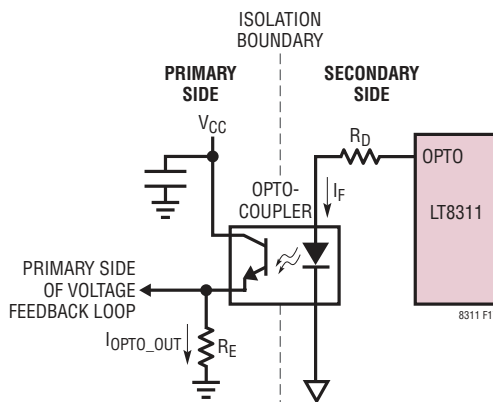 ISOLATION
BOUNDARY
PRIMARY
SIDE
SECONDARY
SIDE
VCC
RD
OPTO
OPTO-
COUPLER
IF
LT8311
PRIMARY SIDE
OF VOLTAGE
FEEDBACK LOOP
8311 F1
IOPTO_OUT
RE